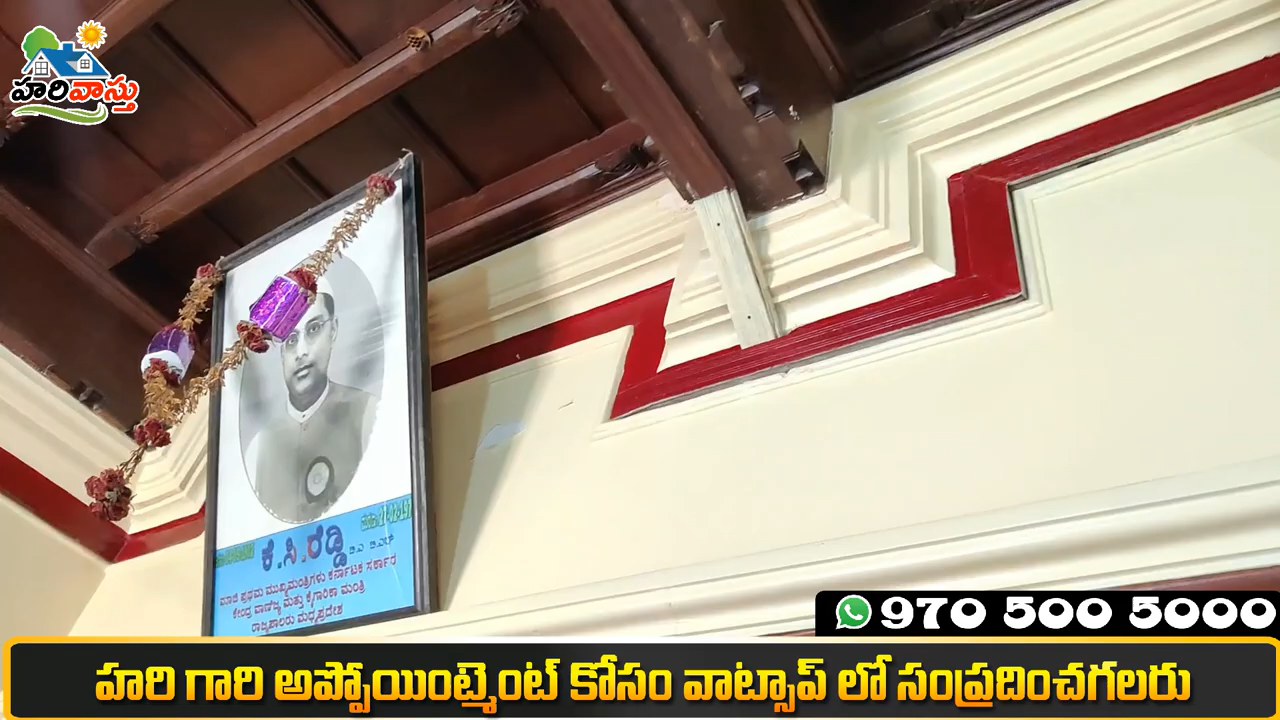 హరివాస్తు
ಕೆ.ಸಿ.ರೆಡ್ಡಿ ಬಿ.ಎ ಬಿ.ಎಲ್
ಮಾಜಿ ಪ್ರಥಮ ಮುಖ್ಯಮಂತ್ರಿಗಳು ಕರ್ನಾಟಕ ಸರ್ಕಾರ
ಕೇಂದ್ರ ವಾಣಿಜ್ಯ ಮತ್ತು ಕೈಗಾರಿಕಾ ಮಂತ್ರಿ
ರಾಜ್ಯಪಾಲರು ಮಧ್ಯಪ್ರದೇಶ
970 500 5000
హరి గారి అప్పోయింట్మెంట్ కోసం వాట్సాప్ లో సంప్రదించగలరు